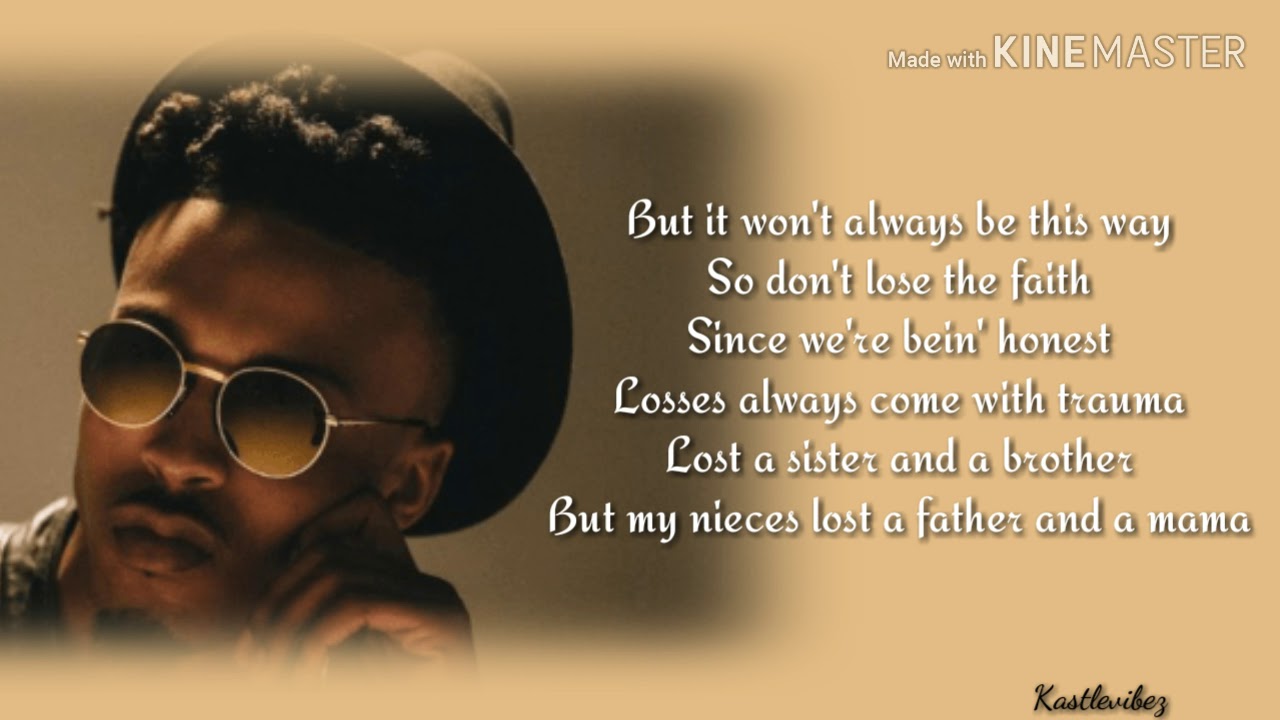 Made with KINEMASTER
But it won't always be this way
So don't lose the faith
Since we're bein' honest
Losses always come with trauma
Lost a sister and a brother
But my nieces lost a father and a mama
Kastlevibez